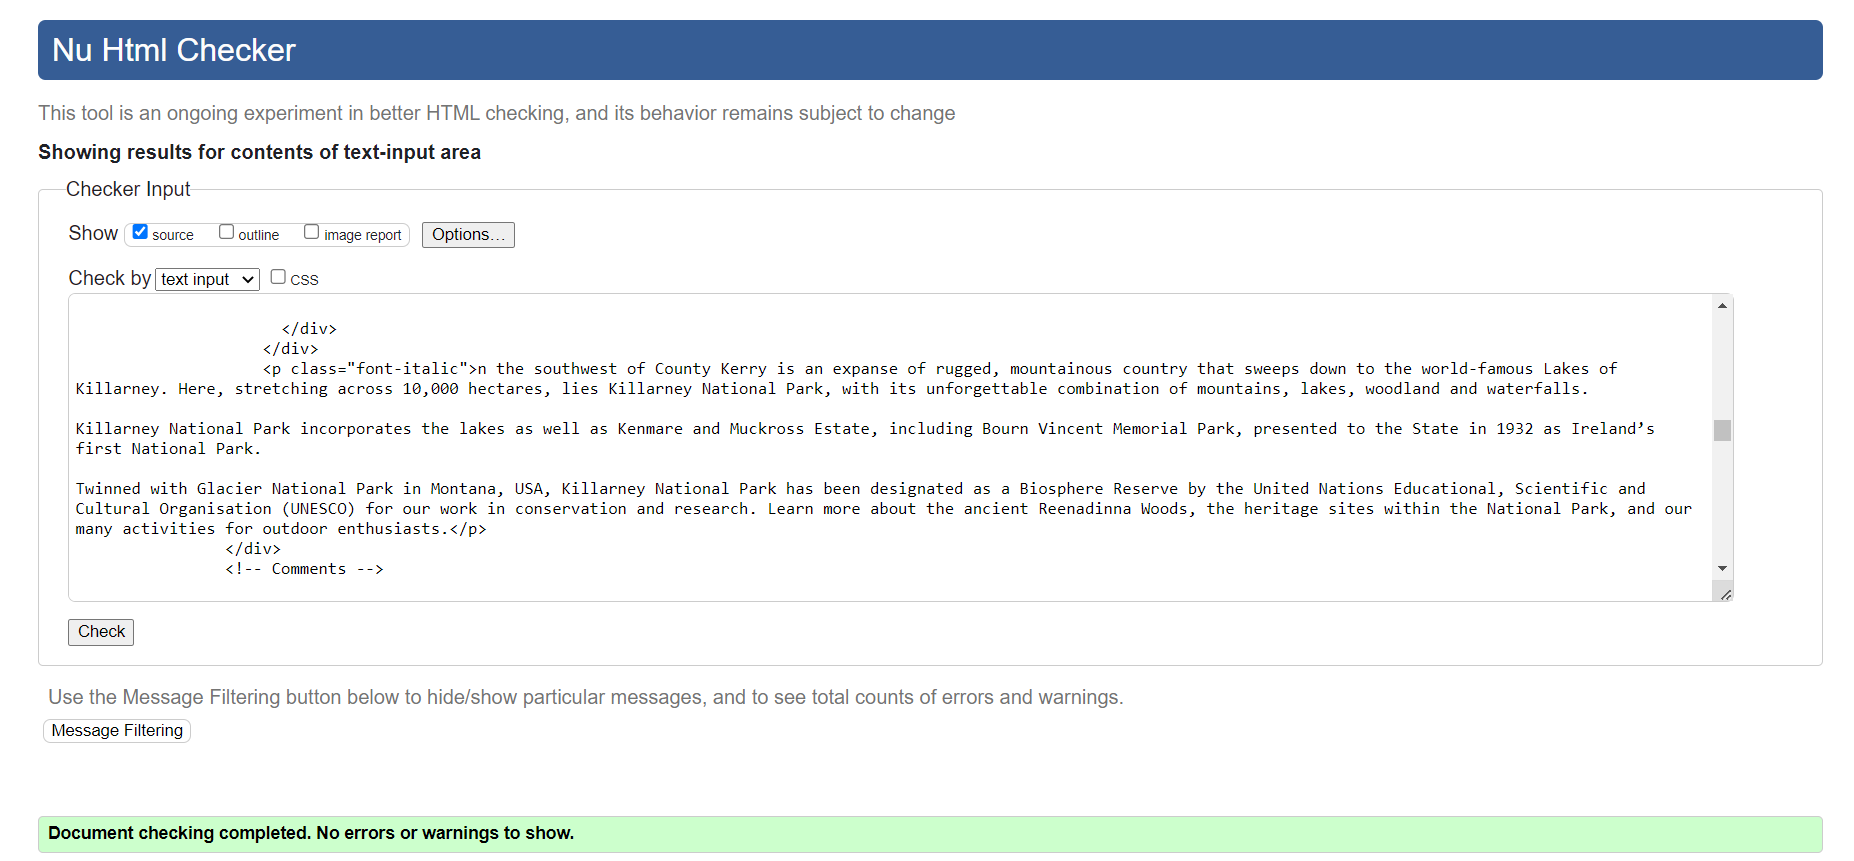 Nu Html Checker
This tool is an ongoing experiment in better HTML checking, and its behavior remains subject to change
Showing results for contents of text-input area
Checker Input
Show source outline image report Options...
Check by text input CSS
</div>
</div>
<p class="font-italic">n the southwest of County Kerry is an expanse of rugged, mountainous country that sweeps down to the world-famous Lakes of
Killarney. Here, stretching across 10,000 hectares, lies Killarney National Park, with its unforgettable combination of mountains, lakes, woodland and waterfalls.
Killarney National Park incorporates the lakes as well as Kenmare and Muckross Estate, including Bourn Vincent Memorial Park, presented to the State in 1932 as Ireland’s
first National Park.
Twinned with Glacier National Park in Montana, USA, Killarney National Park has been designated as a Biosphere Reserve by the United Nations Educational, Scientific and
Cultural Organisation (UNESCO) for our work in conservation and research. Learn more about the ancient Reenadinna Woods, the heritage sites within the National Park, and our
many activities for outdoor enthusiasts.</p>
</div>
<!-- Comments -->
Check
Use the Message Filtering button below to hide/show particular messages, and to see total counts of errors and warnings.
Message Filtering
Document checking completed. No errors or warnings to show.